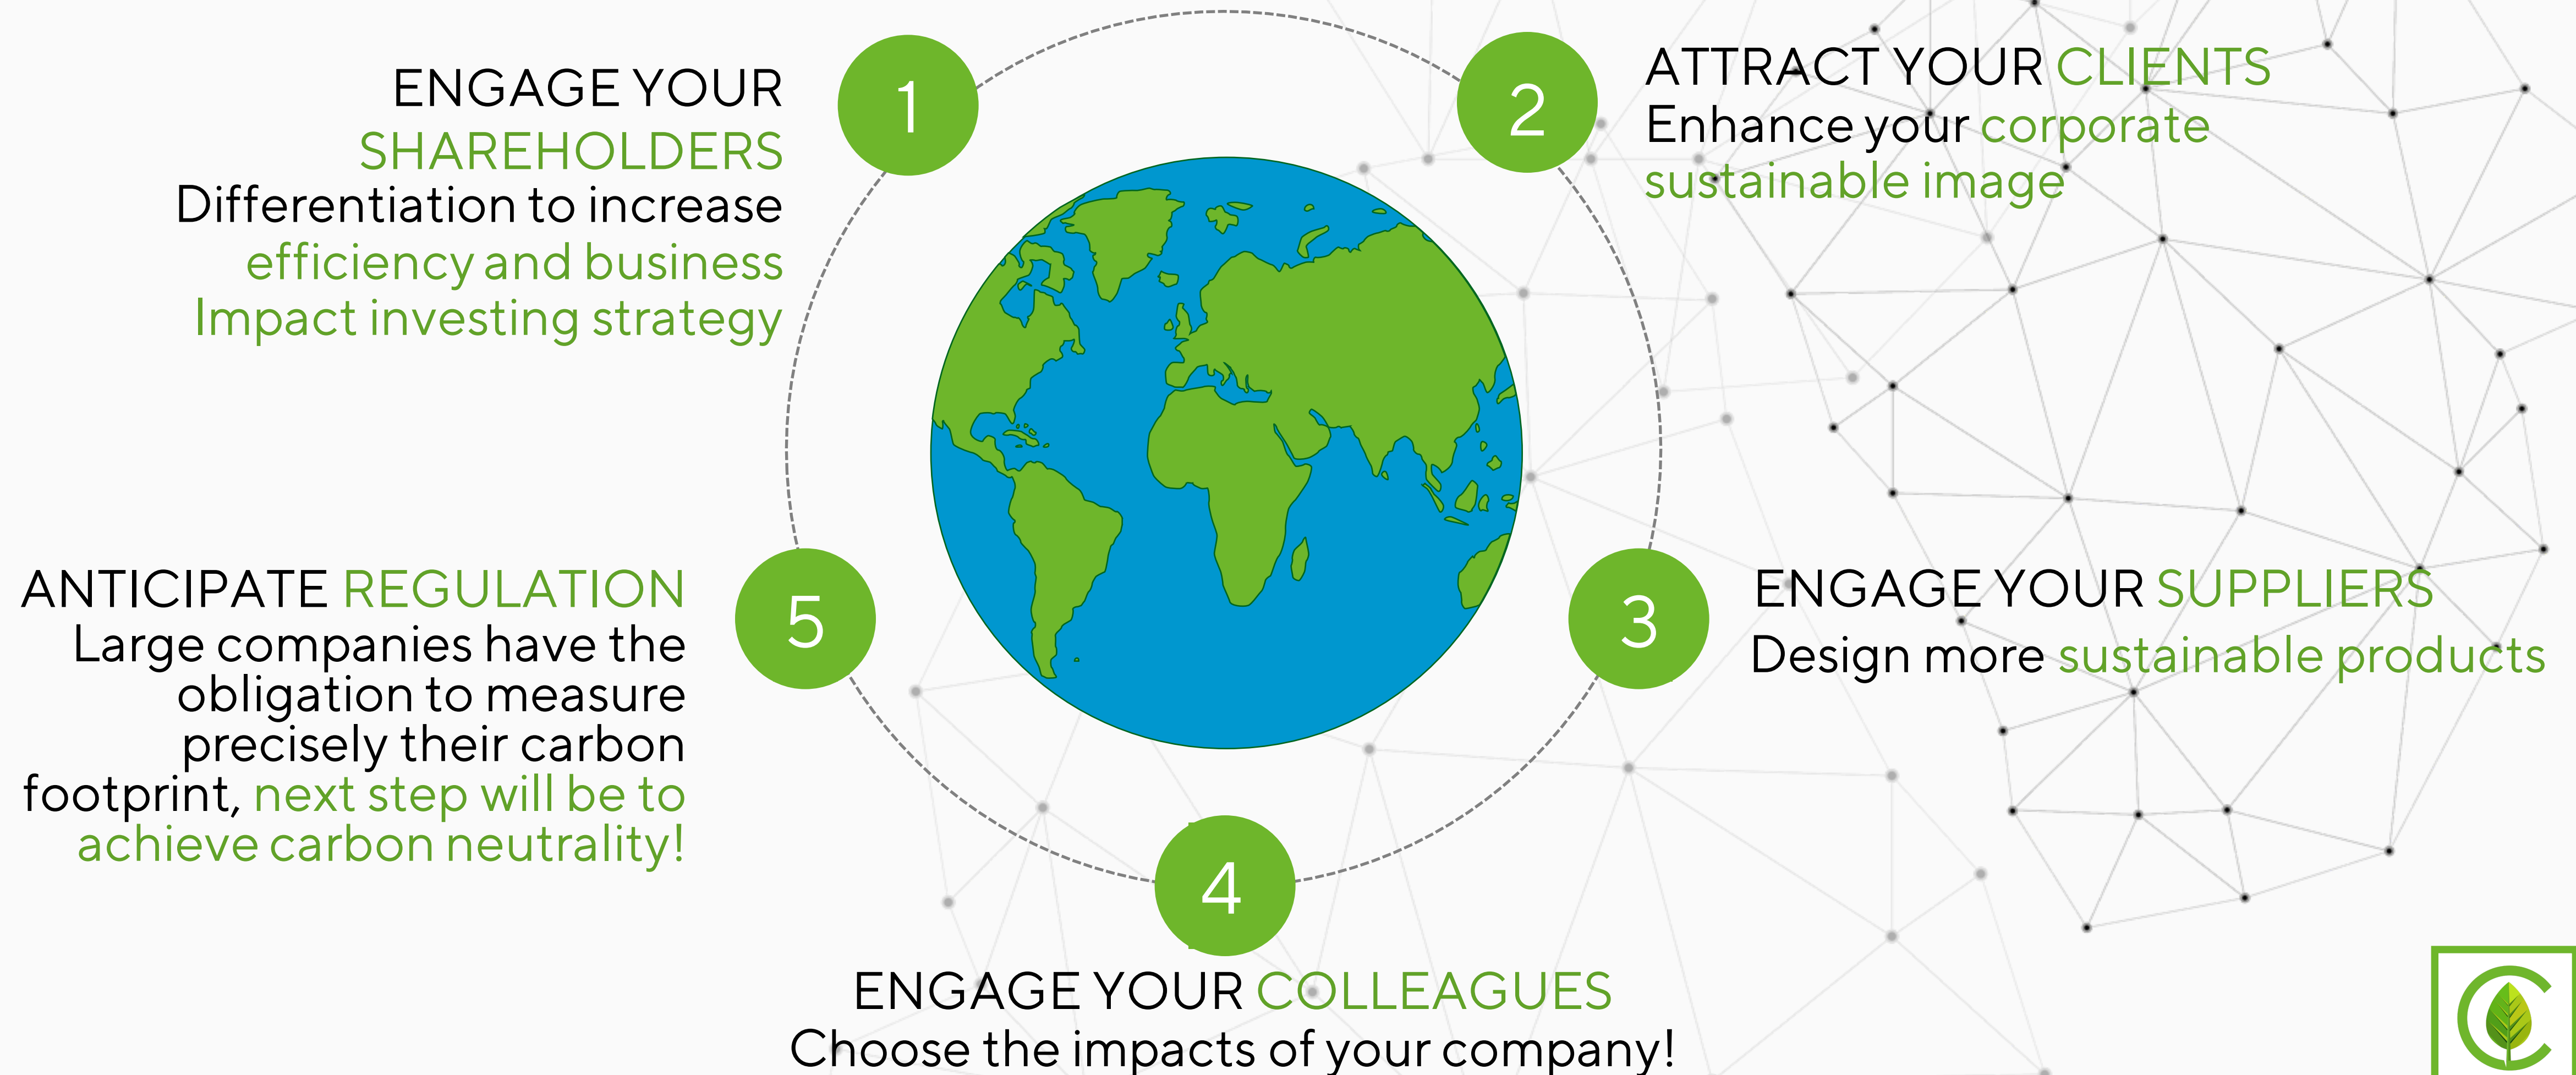 1
ENGAGE YOUR
SHAREHOLDERS
Differentiation to increase
efficiency and business
Impact investing strategy
2
ATTRACT YOUR CLIENTS
Enhance your corporate
sustainable image
3
ENGAGE YOUR SUPPLIERS
Design more sustainable products
4
ENGAGE YOUR COLLEAGUES
Choose the impacts of your company!
5
ANTICIPATE REGULATION
Large companies have the
obligation to measure
precisely their carbon
footprint, next step will be to
achieve carbon neutrality!